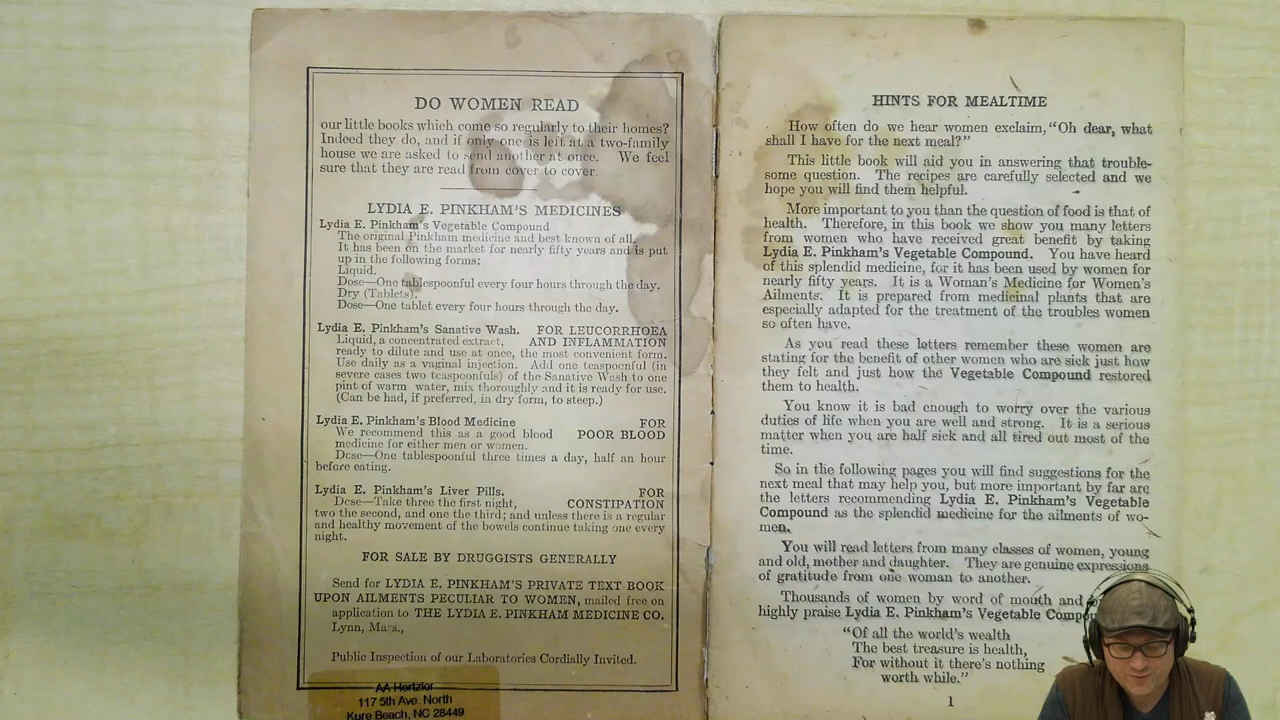 DO WOMEN READ
our little books which come so regularly to their homes?
Indeed they do, and if only one is left at a two-family
house we are asked to send another at once. We feel
sure that they are read from cover to cover.
LYDIA E. PINKHAM'S MEDICINES
Lydia E. Pinkham's Vegetable Compound
The original Pinkham medicine and best known of all.
It has been on the market for nearly fifty years and is put
up in the following forms:
Liquid.
Dose—One tablespoonful every four hours through the day.
Dry (Tablets).
Dose—One tablet every four hours through the day.
Lydia E. Pinkham's Sanative Wash. FOR LEUCORRHOEA
Liquid, a concentrated extract, AND INFLAMMATION
ready to dilute and use at once, the most convenient form.
Use daily as a vaginal injection. Add one teaspoonful (in
severe cases two teaspoonfuls) of the Sanative Wash to one
pint of warm water, mix thoroughly and it is ready for use.
(Can be had, if preferred, in dry form, to steep.)
Lydia E. Pinkham's Blood Medicine FOR
We recommend this as a good blood POOR BLOOD
medicine for either men or women.
Dose—One tablespoonful three times a day, half an hour
before eating.
Lydia E. Pinkham's Liver Pills. FOR
Dose—Take three the first night, CONSTIPATION
two the second, and one the third; and unless there is a regular
and healthy movement of the bowels continue taking one every
night.
FOR SALE BY DRUGGISTS GENERALLY
Send for LYDIA E. PINKHAM'S PRIVATE TEXT BOOK
UPON AILMENTS PECULIAR TO WOMEN, mailed free on
application to THE LYDIA E. PINKHAM MEDICINE CO.
Lynn, Mass.,
Public Inspection of our Laboratories Cordially Invited.
AA Hertzler
117 5th Ave. North
Kure Beach, NC 28449
HINTS FOR MEALTIME
How often do we hear women exclaim, "Oh dear, what
shall I have for the next meal?"
This little book will aid you in answering that trouble-
some question. The recipes are carefully selected and we
hope you will find them helpful.
More important to you than the question of food is that of
health. Therefore, in this book we show you many letters
from women who have received great benefit by taking
Lydia E. Pinkham's Vegetable Compound. You have heard
of this splendid medicine, for it has been used by women for
nearly fifty years. It is a Woman's Medicine for Women's
Ailments. It is prepared from medicinal plants that are
especially adapted for the treatment of the troubles women
so often have.
As you read these letters remember these women are
stating for the benefit of other women who are sick just how
they felt and just how the Vegetable Compound restored
them to health.
You know it is bad enough to worry over the various
duties of life when you are well and strong. It is a serious
matter when you are half sick and all tired out most of the
time.
So in the following pages you will find suggestions for the
next meal that may help you, but more important by far are
the letters recommending Lydia E. Pinkham's Vegetable
Compound as the splendid medicine for the ailments of wo-
men.
You will read letters from many classes of women, young
and old, mother and daughter. They are genuine expressions
of gratitude from one woman to another.
Thousands of women by word of mouth and
highly praise Lydia E. Pinkham's Vegetable
"Of all the world's wealth
The best treasure is health,
For without it there's nothing
worth while."
1